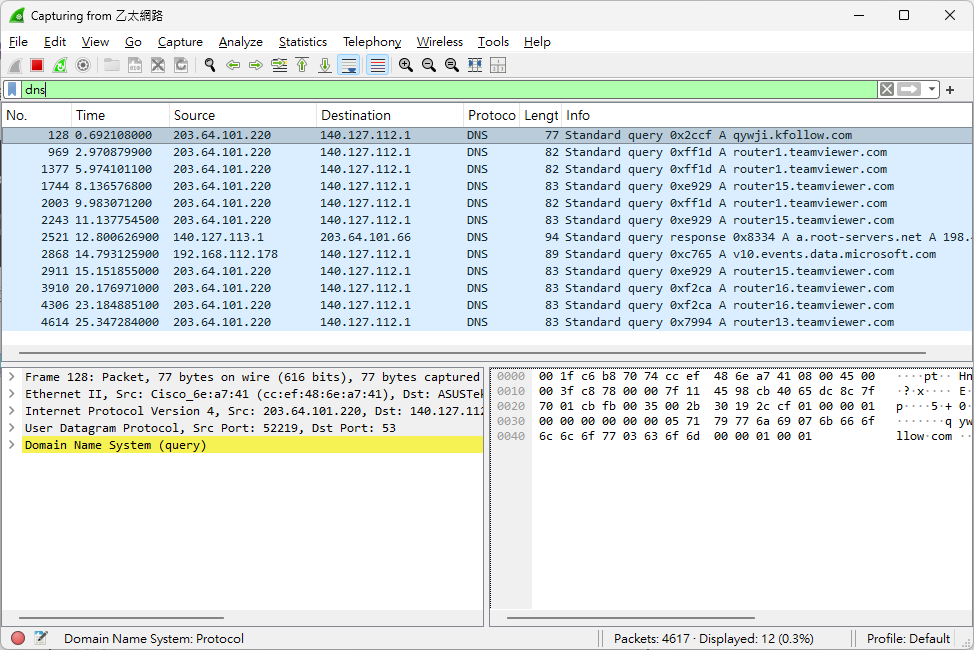 Capturing from 乙太網路
File Edit View Go Capture Analyze Statistics Telephony Wireless Tools Help
dns
No. Time Source Destination Protoco Lengt Info
128 0.692108000 203.64.101.220 140.127.112.1 DNS 77 Standard query 0x2ccf A qywji.kfollow.com
969 2.970879900 203.64.101.220 140.127.112.1 DNS 82 Standard query 0xff1d A router1.teamviewer.com
1377 5.974101100 203.64.101.220 140.127.112.1 DNS 82 Standard query 0xff1d A router1.teamviewer.com
1744 8.136576800 203.64.101.220 140.127.112.1 DNS 83 Standard query 0xe929 A router15.teamviewer.com
2003 9.983071200 203.64.101.220 140.127.112.1 DNS 82 Standard query 0xff1d A router1.teamviewer.com
2243 11.137754500 203.64.101.220 140.127.112.1 DNS 83 Standard query 0xe929 A router15.teamviewer.com
2521 12.800626900 140.127.113.1 203.64.101.66 DNS 94 Standard query response 0x8334 A a.root-servers.net A 198.4
2868 14.793125900 192.168.112.178 140.127.112.1 DNS 89 Standard query 0xc765 A v10.events.data.microsoft.com
2911 15.151855000 203.64.101.220 140.127.112.1 DNS 83 Standard query 0xe929 A router15.teamviewer.com
3910 20.176971000 203.64.101.220 140.127.112.1 DNS 83 Standard query 0xf2ca A router16.teamviewer.com
4306 23.184885100 203.64.101.220 140.127.112.1 DNS 83 Standard query 0xf2ca A router16.teamviewer.com
4614 25.347284000 203.64.101.220 140.127.112.1 DNS 83 Standard query 0x7994 A router13.teamviewer.com
Frame 128: Packet, 77 bytes on wire (616 bits), 77 bytes captured
Ethernet II, Src: Cisco_6e:a7:41 (cc:ef:48:6e:a7:41), Dst: ASUSTek
Internet Protocol Version 4, Src: 203.64.101.220, Dst: 140.127.112
User Datagram Protocol, Src Port: 52219, Dst Port: 53
Domain Name System (query)
0000 00 1f c6 b8 70 74 cc ef 48 6e a7 41 08 00 45 00 ····pt·· Hn
0010 00 3f c8 78 00 00 7f 11 45 98 cb 40 65 dc 8c 7f ·?·x···· E·
0020 70 01 cb fb 00 35 00 2b 30 19 2c cf 01 00 00 01 p····5·+ 0·
0030 00 00 00 00 00 00 05 71 79 77 6a 69 07 6b 66 6f ·······q yw
0040 6c 6c 6f 77 03 63 6f 6d 00 00 01 00 01 llow·com ··
Domain Name System: Protocol
Packets: 4617 · Displayed: 12 (0.3%)
Profile: Default